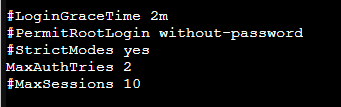 #LoginGraceTime 2m
#PermitRootLogin without-password
#StrictModes yes
MaxAuthTries 2
#MaxSessions 10